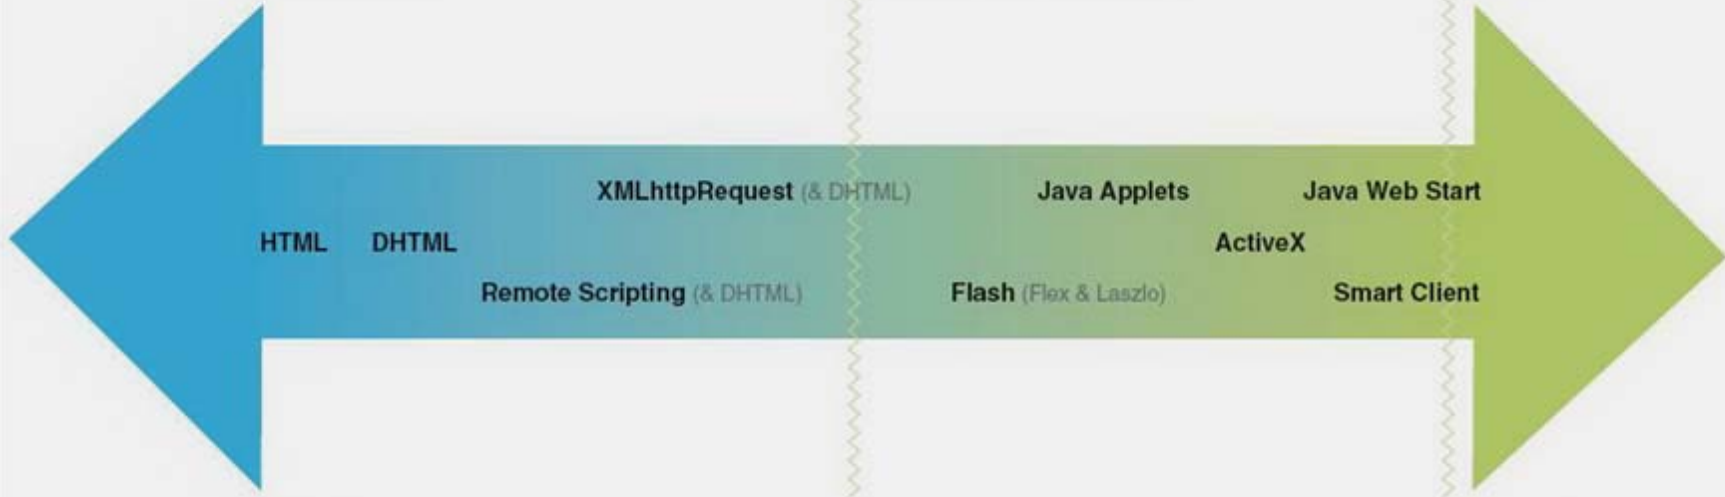 XMLhttpRequest (& DHTML) Java Applets Java Web Start
HTML DHTML ActiveX
Remote Scripting (& DHTML) Flash (Flex & Laszlo) Smart Client